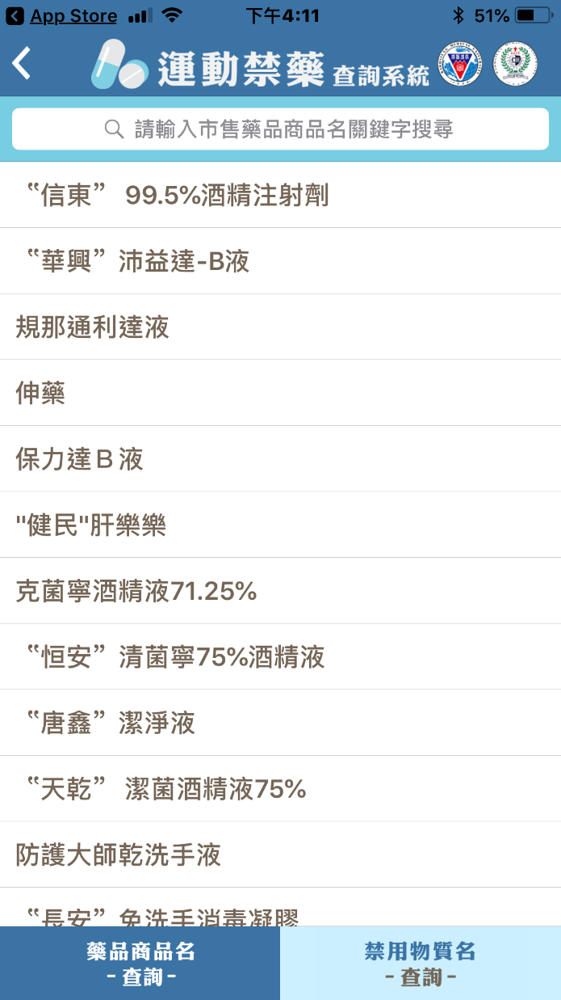 App Store 下午4:11 51%
運動禁藥 查詢系統
請輸入市售藥品商品名關鍵字搜尋
“信東” 99.5%酒精注射劑
“華興”沛益達-B液
規那通利達液
伸藥
保力達Ｂ液
"健民"肝樂樂
克菌寧酒精液71.25%
“恒安”清菌寧75%酒精液
“唐鑫”潔淨液
“天乾” 潔菌酒精液75%
防護大師乾洗手液
“長安”免洗手消毒凝膠
藥品商品名
- 查詢 -
禁用物質名
- 查詢 -